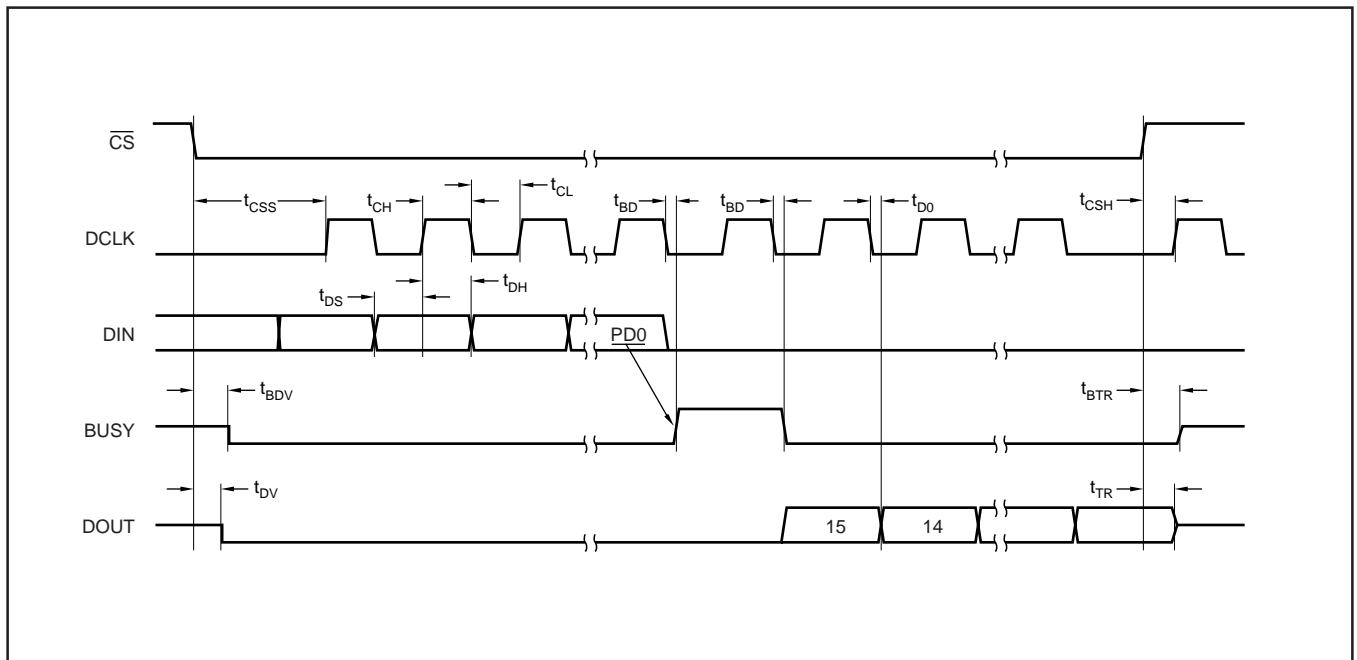 CS
tCSS
tCH
tCL
tBD
tBD
tD0
tCSH
DCLK
tDS
tDH
DIN
PD0
tBDV
tBTR
BUSY
tDV
tTR
DOUT
15
14